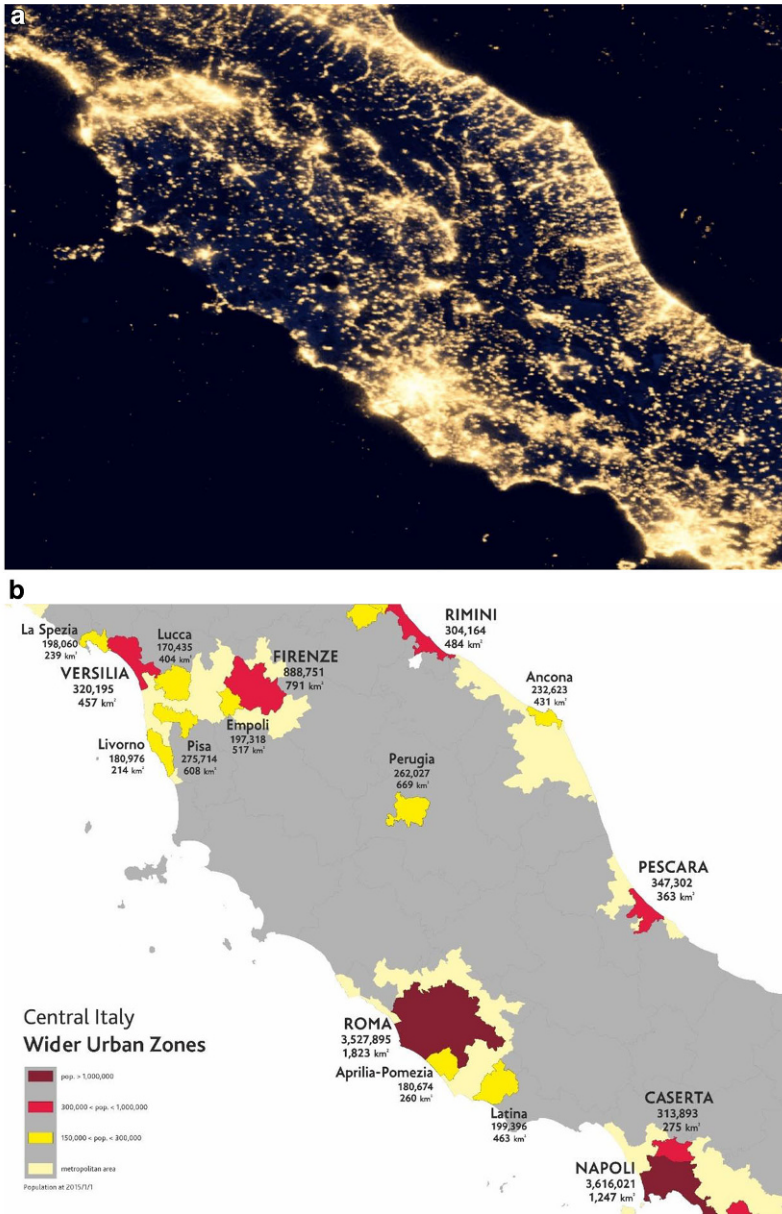 a
b
La Spezia
198,060
239 km²
VERSILIA
320,195
457 km²
Lucca
170,435
404 km²
FIRENZE
888,751
791 km²
RIMINI
304,164
484 km²
Ancona
232,623
431 km²
Livorno
180,976
214 km²
Pisa
275,714
608 km²
Empoli
197,318
517 km²
Perugia
262,027
669 km²
PESCARA
347,302
363 km²
ROMA
3,527,895
1,823 km²
Aprilia-Pomezia
180,674
260 km²
Latina
199,396
463 km²
CASERTA
313,893
275 km²
NAPOLI
3,616,021
1,247 km²
Central Italy
Wider Urban Zones
pop. > 1,000,000
300,000 < pop. < 1,000,000
150,000 < pop. < 300,000
metropolitan area
Population at 2015/1/1